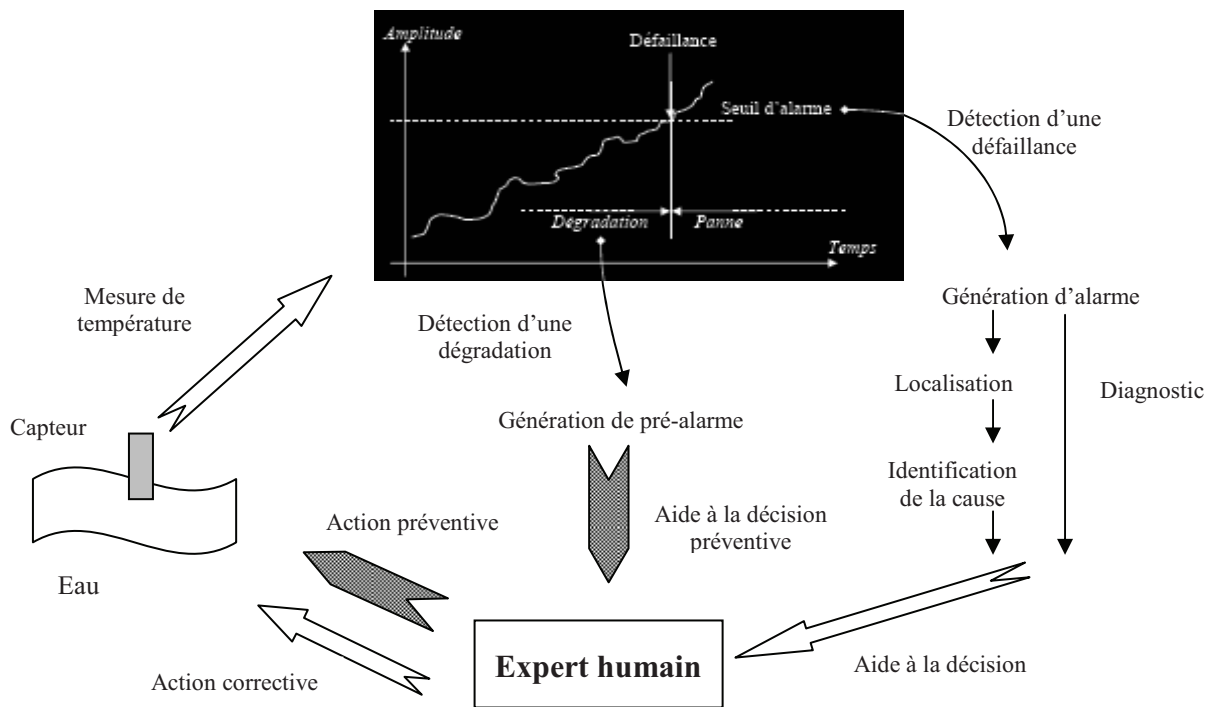 Amplitude
Défaillance
Seuil d'alarme
Dégradation
Panne
Temps
Détection d'une
défaillance
Mesure de
température
Détection d'une
dégradation
Génération d'alarme
Localisation
Diagnostic
Capteur
Génération de pré-alarme
Identification
de la cause
Action préventive
Aide à la décision
préventive
Eau
Expert humain
Aide à la décision
Action corrective